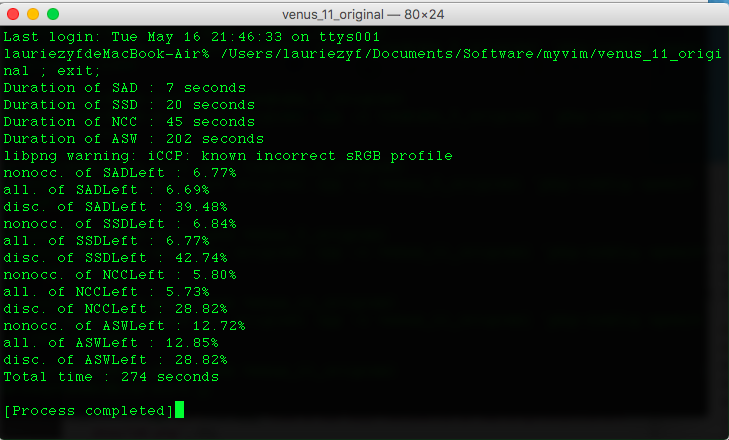 venus_11_original — 80×24
Last login: Tue May 16 21:46:33 on ttys001
lauriezyfdeMacBook-Air% /Users/lauriezyf/Documents/Software/myvim/venus_11_origi
nal ; exit;
Duration of SAD : 7 seconds
Duration of SSD : 20 seconds
Duration of NCC : 45 seconds
Duration of ASW : 202 seconds
libpng warning: iCCP: known incorrect sRGB profile
nonocc. of SADLeft : 6.77%
all. of SADLeft : 6.69%
disc. of SADLeft : 39.48%
nonocc. of SSDLeft : 6.84%
all. of SSDLeft : 6.77%
disc. of SSDLeft : 42.74%
nonocc. of NCCLeft : 5.80%
all. of NCCLeft : 5.73%
disc. of NCCLeft : 28.82%
nonocc. of ASWLeft : 12.72%
all. of ASWLeft : 12.85%
disc. of ASWLeft : 28.82%
Total time : 274 seconds
[Process completed]